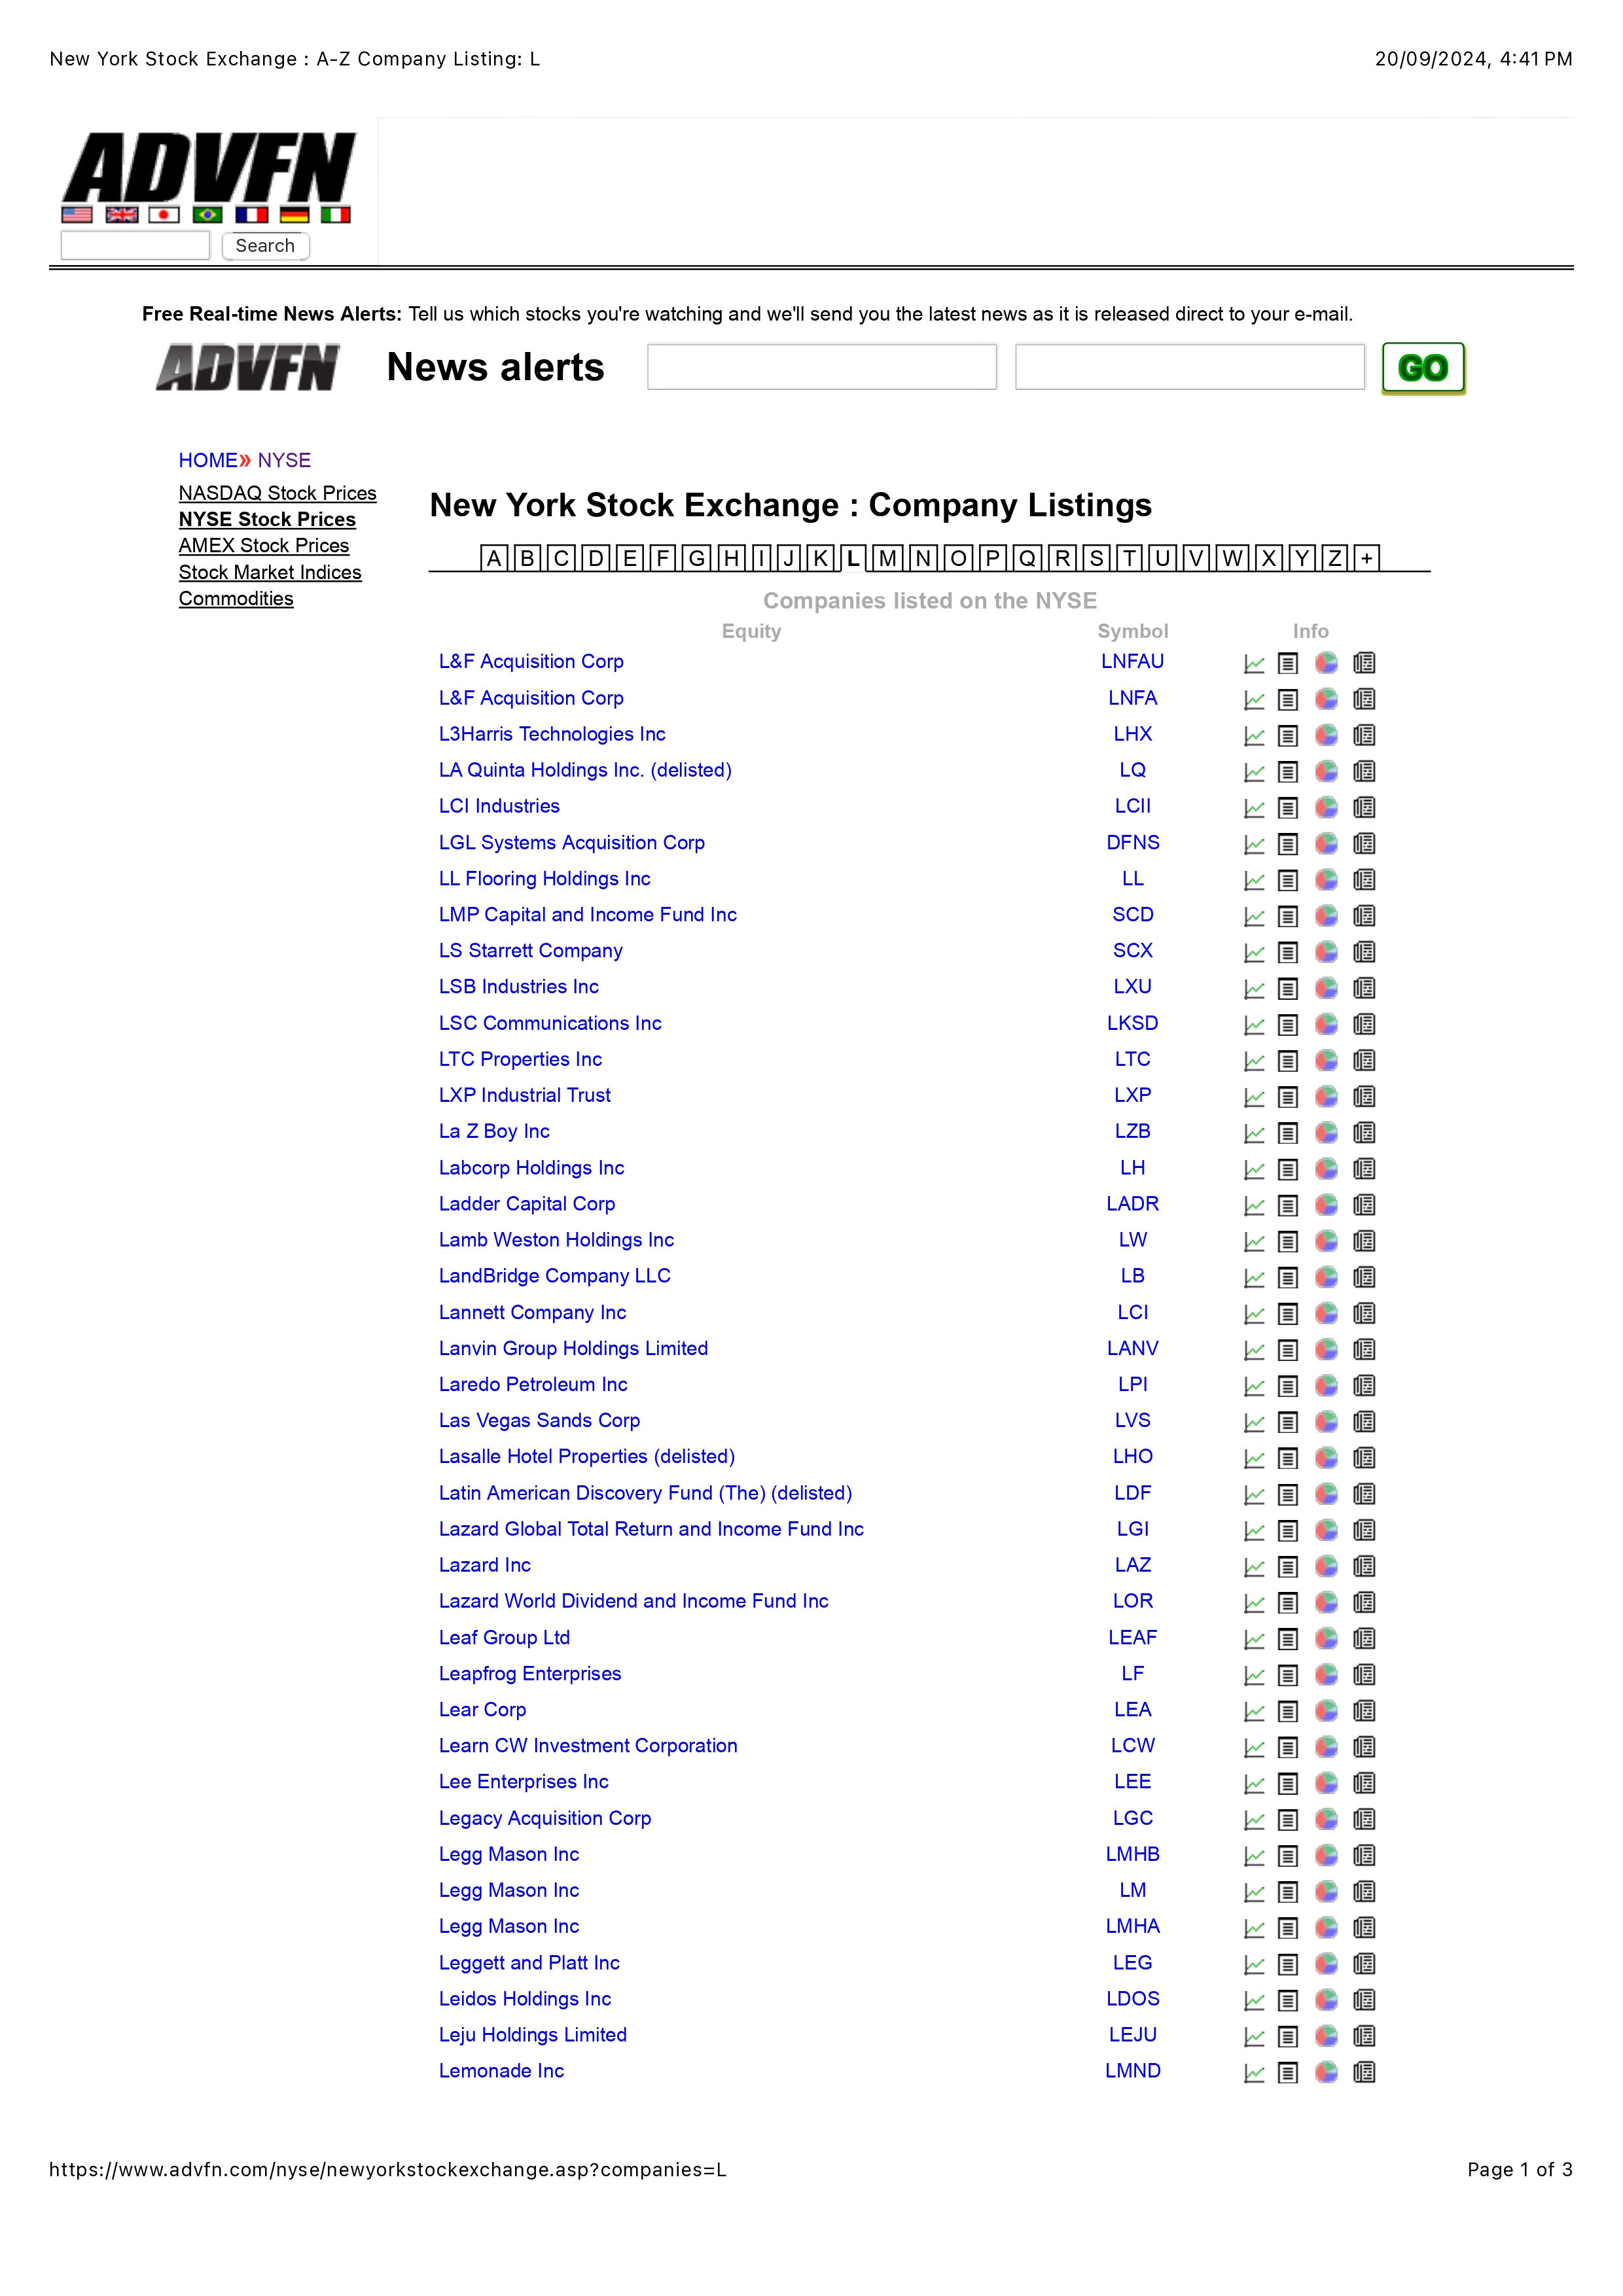 New York Stock Exchange : A-Z Company Listing: L 20/09/2024, 4:41 PM
ADVFN
Search
Free Real-time News Alerts: Tell us which stocks you're watching and we'll send you the latest news as it is released direct to your e-mail.
ADVFN News alerts GO
HOME» NYSE
NASDAQ Stock Prices
NYSE Stock Prices
AMEX Stock Prices
Stock Market Indices
Commodities
New York Stock Exchange : Company Listings
A B C D E F G H I J K L M N O P Q R S T U V W X Y Z +
Companies listed on the NYSE
Equity Symbol Info
L&F Acquisition Corp LNFAU
L&F Acquisition Corp LNFA
L3Harris Technologies Inc LHX
LA Quinta Holdings Inc. (delisted) LQ
LCI Industries LCII
LGL Systems Acquisition Corp DFNS
LL Flooring Holdings Inc LL
LMP Capital and Income Fund Inc SCD
LS Starrett Company SCX
LSB Industries Inc LXU
LSC Communications Inc LKSD
LTC Properties Inc LTC
LXP Industrial Trust LXP
La Z Boy Inc LZB
Labcorp Holdings Inc LH
Ladder Capital Corp LADR
Lamb Weston Holdings Inc LW
LandBridge Company LLC LB
Lannett Company Inc LCI
Lanvin Group Holdings Limited LANV
Laredo Petroleum Inc LPI
Las Vegas Sands Corp LVS
Lasalle Hotel Properties (delisted) LHO
Latin American Discovery Fund (The) (delisted) LDF
Lazard Global Total Return and Income Fund Inc LGI
Lazard Inc LAZ
Lazard World Dividend and Income Fund Inc LOR
Leaf Group Ltd LEAF
Leapfrog Enterprises LF
Lear Corp LEA
Learn CW Investment Corporation LCW
Lee Enterprises Inc LEE
Legacy Acquisition Corp LGC
Legg Mason Inc LMHB
Legg Mason Inc LM
Legg Mason Inc LMHA
Leggett and Platt Inc LEG
Leidos Holdings Inc LDOS
Leju Holdings Limited LEJU
Lemonade Inc LMND
https://www.advfn.com/nyse/newyorkstockexchange.asp?companies=L Page 1 of 3